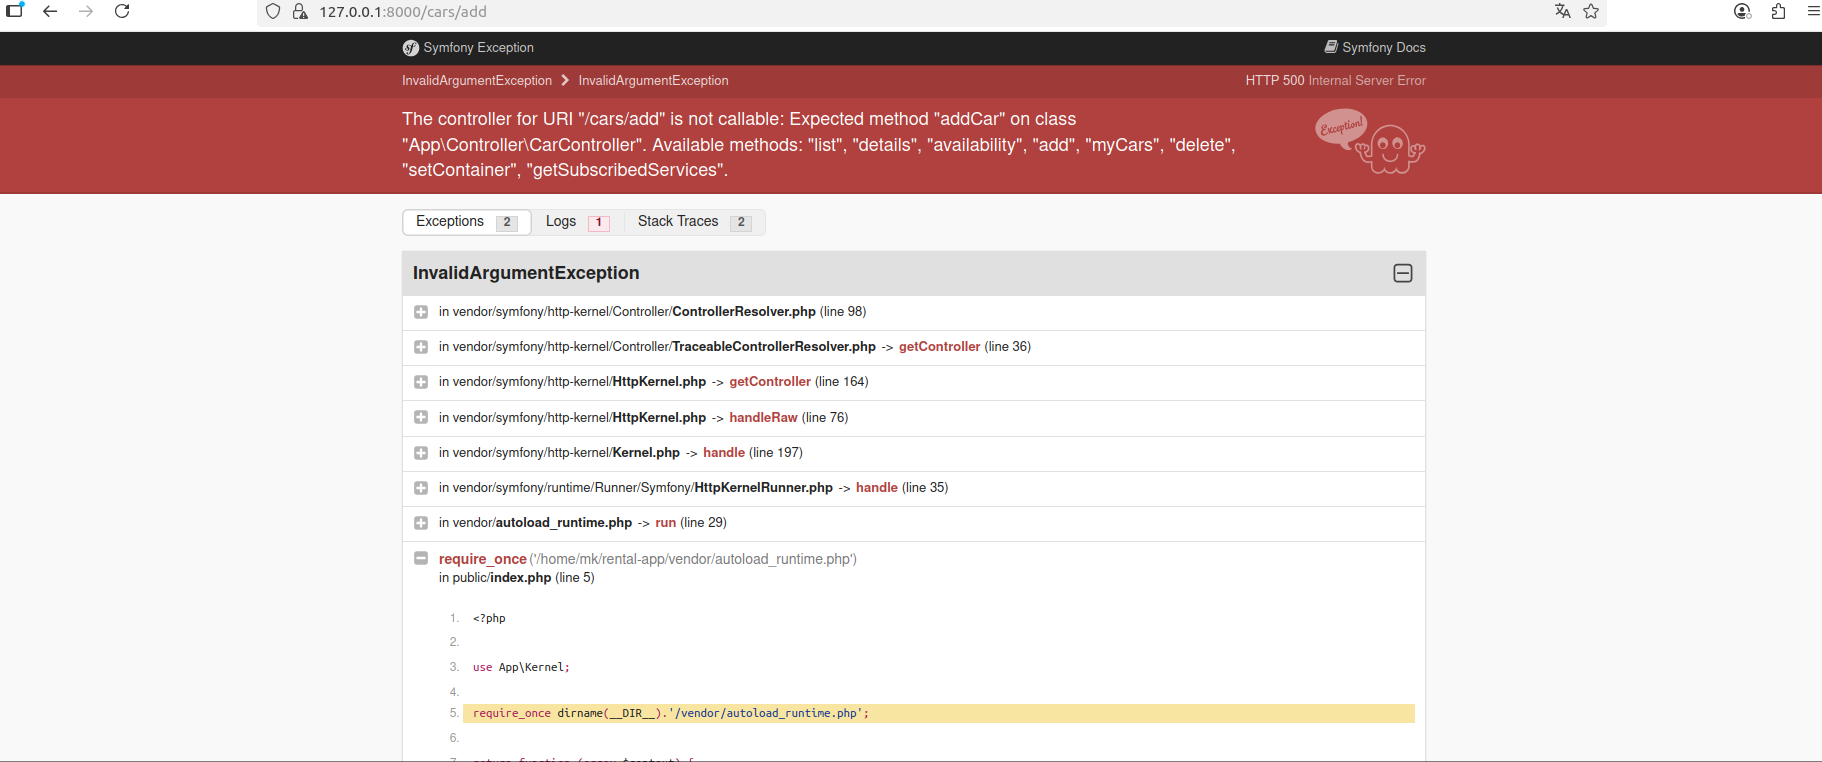 127.0.0.1:8000/cars/add
Symfony Exception
Symfony Docs
InvalidArgumentException > InvalidArgumentException
HTTP 500 Internal Server Error
The controller for URI "/cars/add" is not callable: Expected method "addCar" on class
"App\Controller\CarController". Available methods: "list", "details", "availability", "add", "myCars", "delete",
"setContainer", "getSubscribedServices".
Exception!
Exceptions 2
Logs 1
Stack Traces 2
InvalidArgumentException
in vendor/symfony/http-kernel/Controller/ControllerResolver.php (line 98)
in vendor/symfony/http-kernel/Controller/TraceableControllerResolver.php -> getController (line 36)
in vendor/symfony/http-kernel/HttpKernel.php -> getController (line 164)
in vendor/symfony/http-kernel/HttpKernel.php -> handleRaw (line 76)
in vendor/symfony/http-kernel/Kernel.php -> handle (line 197)
in vendor/symfony/runtime/Runner/Symfony/HttpKernelRunner.php -> handle (line 35)
in vendor/autoload_runtime.php -> run (line 29)
require_once ('/home/mk/rental-app/vendor/autoload_runtime.php')
in public/index.php (line 5)
1. <?php
2.
3. use App\Kernel;
4.
5. require_once dirname(__DIR__).'/vendor/autoload_runtime.php';
6.